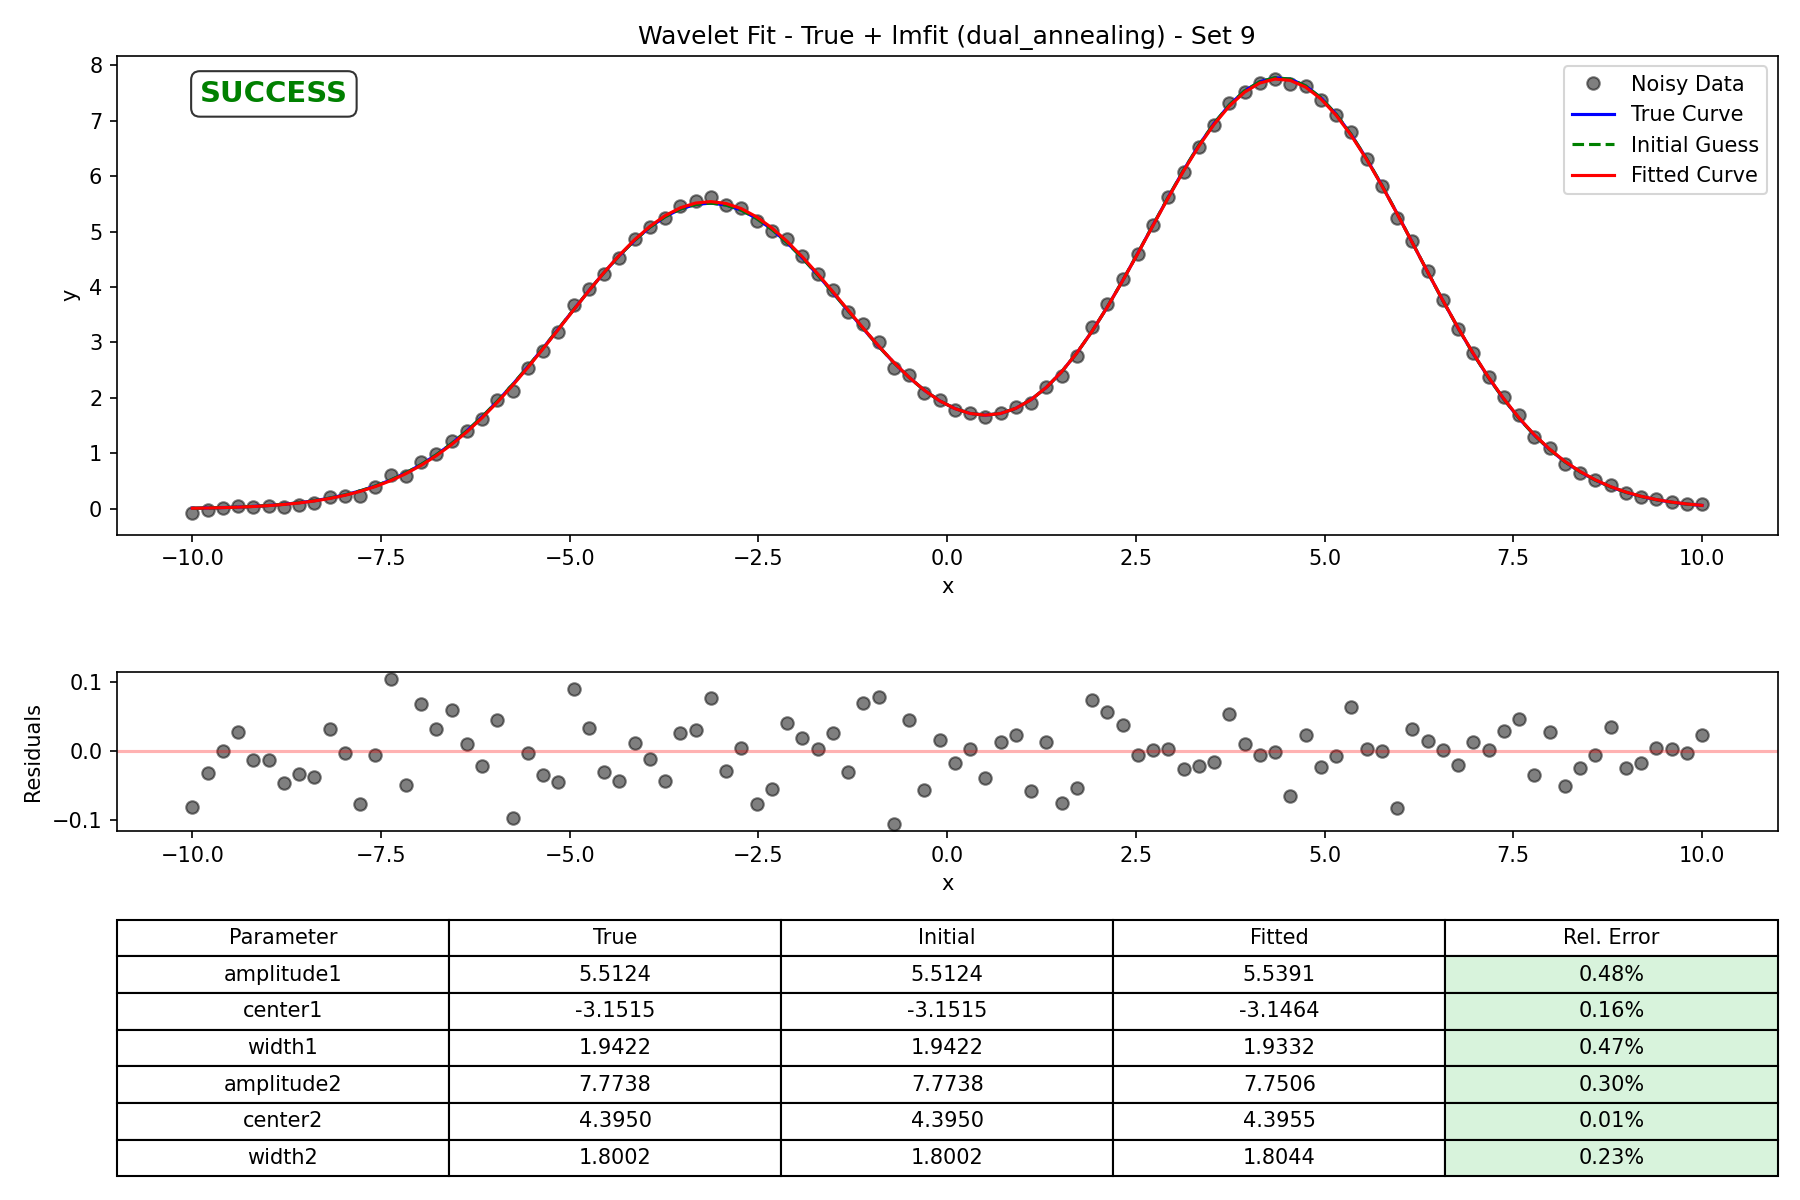 Wavelet Fit - True + lmfit (dual_annealing) - Set 9
SUCCESS
Noisy Data
True Curve
Initial Guess
Fitted Curve
8
7
6
5
4
3
2
1
0
y
−10.0 −7.5 −5.0 −2.5 0.0 2.5 5.0 7.5 10.0
x
0.1
0.0
−0.1
Residuals
−10.0 −7.5 −5.0 −2.5 0.0 2.5 5.0 7.5 10.0
x
Parameter True Initial Fitted Rel. Error
amplitude1 5.5124 5.5124 5.5391 0.48%
center1 -3.1515 -3.1515 -3.1464 0.16%
width1 1.9422 1.9422 1.9332 0.47%
amplitude2 7.7738 7.7738 7.7506 0.30%
center2 4.3950 4.3950 4.3955 0.01%
width2 1.8002 1.8002 1.8044 0.23%